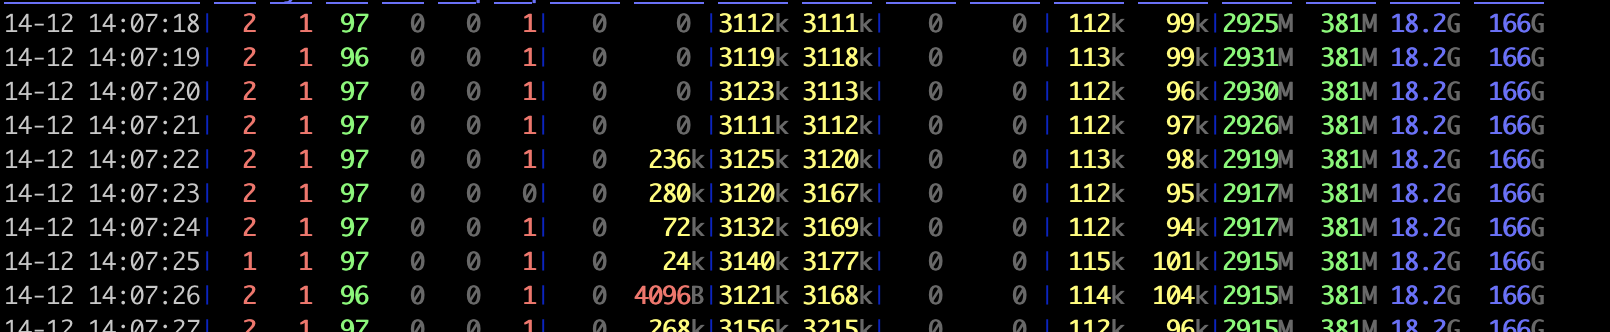 14-12 14:07:18| 2 1 97 0 0 1| 0 0 |3112k 3111k| 0 0 | 112k 99k|2925M 381M 18.2G 166G
14-12 14:07:19| 2 1 96 0 0 1| 0 0 |3119k 3118k| 0 0 | 113k 99k|2931M 381M 18.2G 166G
14-12 14:07:20| 2 1 97 0 0 1| 0 0 |3123k 3113k| 0 0 | 112k 96k|2930M 381M 18.2G 166G
14-12 14:07:21| 2 1 97 0 0 1| 0 0 |3111k 3112k| 0 0 | 112k 97k|2926M 381M 18.2G 166G
14-12 14:07:22| 2 1 97 0 0 1| 0 236k|3125k 3120k| 0 0 | 113k 98k|2919M 381M 18.2G 166G
14-12 14:07:23| 2 1 97 0 0 0| 0 280k|3120k 3167k| 0 0 | 112k 95k|2917M 381M 18.2G 166G
14-12 14:07:24| 2 1 97 0 0 1| 0 72k|3132k 3169k| 0 0 | 112k 94k|2917M 381M 18.2G 166G
14-12 14:07:25| 1 1 97 0 0 1| 0 24k|3140k 3177k| 0 0 | 115k 101k|2915M 381M 18.2G 166G
14-12 14:07:26| 2 1 96 0 0 1| 0 4096B|3121k 3168k| 0 0 | 114k 104k|2915M 381M 18.2G 166G
14-12 14:07:27| 2 1 97 0 0 1| 0 268k|3156k 3215k| 0 0 | 112k 96k|2915M 381M 18.2G 166G